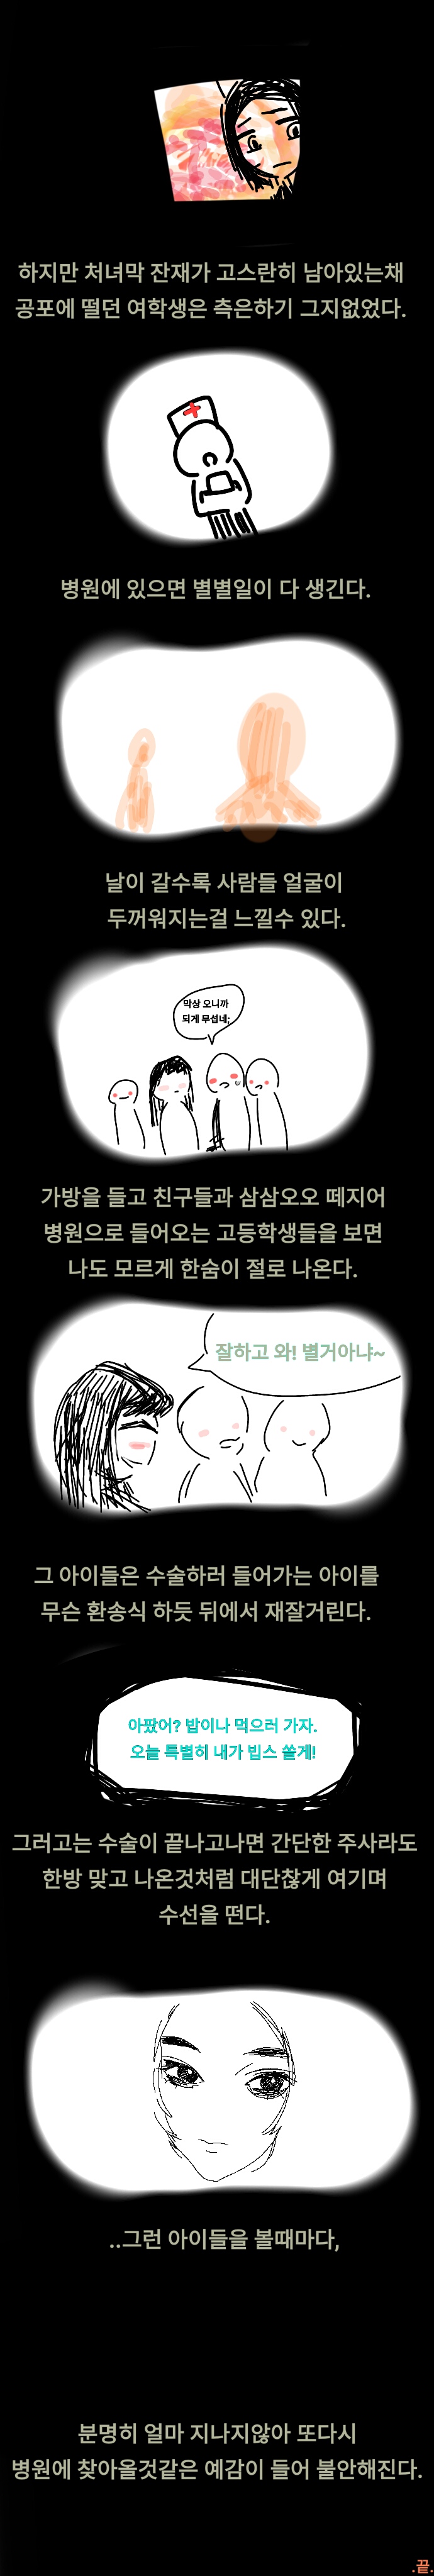 하지만 처녀막 잔재가 고스란히 남아있는채
공포에 떨던 여학생은 측은하기 그지없었다.
병원에 있으면 별별일이 다 생긴다.
날이 갈수록 사람들 얼굴이
두꺼워지는걸 느낄수 있다.
막상 오니까
되게 무섭네;
가방을 들고 친구들과 삼삼오오 떼지어
병원으로 들어오는 고등학생들을 보면
나도 모르게 한숨이 절로 나온다.
잘하고 와! 별거아냐~
그 아이들은 수술하러 들어가는 아이를
무슨 환송식 하듯 뒤에서 재잘거린다.
아팠어? 밥이나 먹으러 가자.
오늘 특별히 내가 빕스 쏠게!
그러고는 수술이 끝나고나면 간단한 주사라도
한방 맞고 나온것처럼 대단찮게 여기며
수선을 떤다.
..그런 아이들을 볼때마다,
분명히 얼마 지나지않아 또다시
병원에 찾아올것같은 예감이 들어 불안해진다.
.끝.